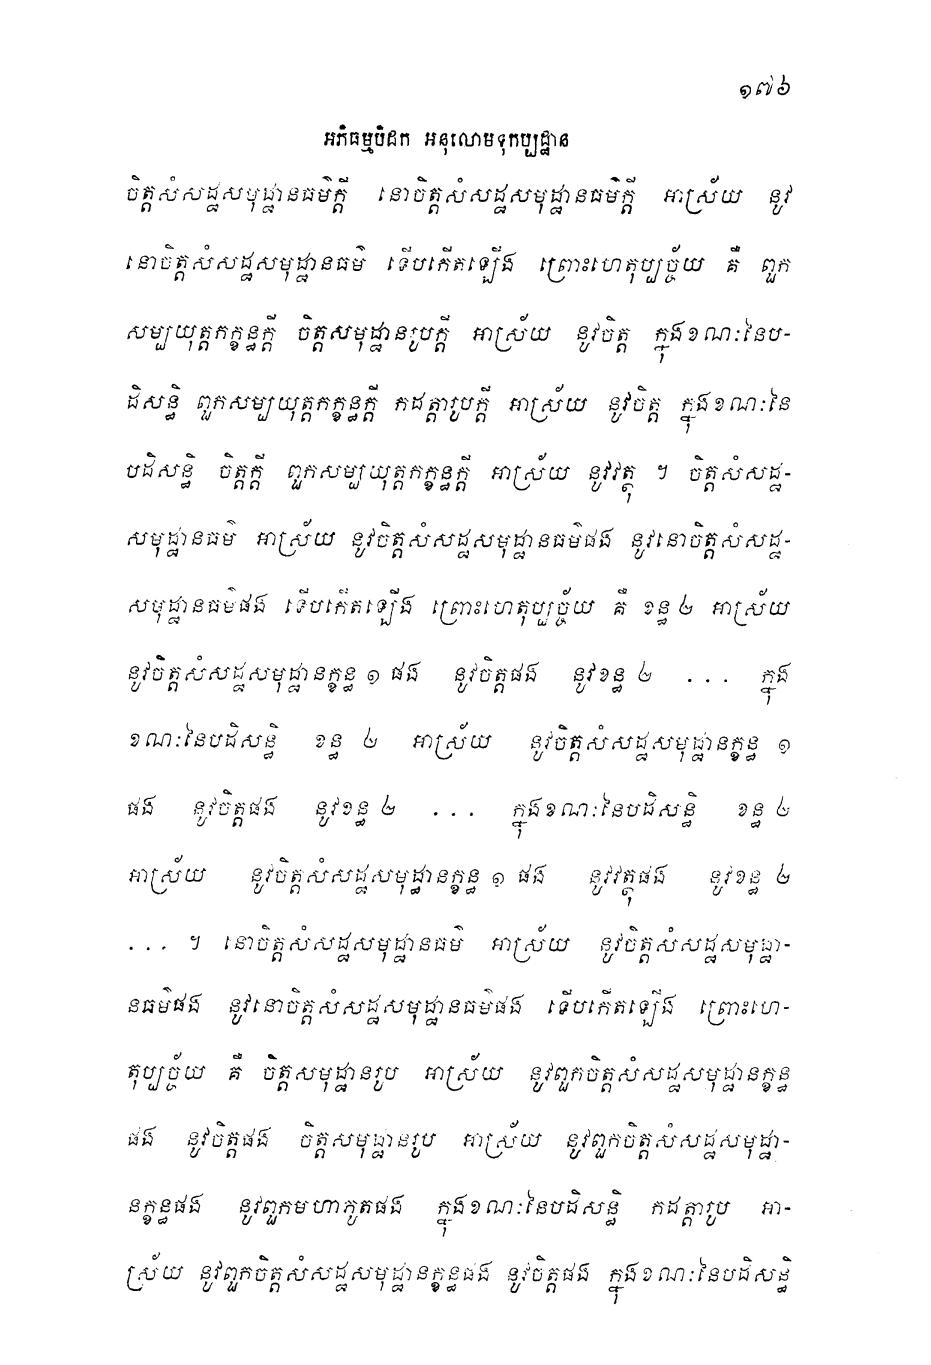 ១៧៦
អភិធម្មបិដក អនុលោមទុកប្បដ្ឋាន
ចិត្តសំសដ្ឋសមុដ្ឋានធម៌ក្តី នោចិត្តសំសដ្ឋសមុដ្ឋានធម៌ក្តី អាស្រ័យ នូវ
នោចិត្តសំសដ្ឋសមុដ្ឋានធម៌ ទើបកើតឡើង ព្រោះហេតុប្បច្ច័យ គឺ ពួក
សម្បយុត្តកក្ខន្ធក្តី ចិត្តសមុដ្ឋានរូបក្តី អាស្រ័យ នូវចិត្ត ក្នុងខណៈនៃប-
ដិសន្ធិ ពួកសម្បយុត្តកក្ខន្ធក្តី កដត្តារូបក្តី អាស្រ័យ នូវចិត្ត ក្នុងខណៈនៃ
បដិសន្ធិ ចិត្តក្តី ពួកសម្បយុត្តកក្ខន្ធក្តី អាស្រ័យ នូវវត្ថុ ។ ចិត្តសំសដ្ឋ-
សមុដ្ឋានធម៌ អាស្រ័យ នូវចិត្តសំសដ្ឋសមុដ្ឋានធម៌ផង នូវនោចិត្តសំសដ្ឋ-
សមុដ្ឋានធម៌ផង ទើបកើតឡើង ព្រោះហេតុប្បច្ច័យ គឺ ខន្ធ ២ អាស្រ័យ
នូវចិត្តសំសដ្ឋសមុដ្ឋានក្ខន្ធ ១ ផង នូវចិត្តផង នូវខន្ធ ២ ... ក្នុង
ខណៈនៃបដិសន្ធិ ខន្ធ ២ អាស្រ័យ នូវចិត្តសំសដ្ឋសមុដ្ឋានក្ខន្ធ ១
ផង នូវចិត្តផង នូវខន្ធ ២ ... ក្នុងខណៈនៃបដិសន្ធិ ខន្ធ ២
អាស្រ័យ នូវចិត្តសំសដ្ឋសមុដ្ឋានក្ខន្ធ ១ ផង នូវវត្ថុផង នូវខន្ធ ២
... ។ នោចិត្តសំសដ្ឋសមុដ្ឋានធម៌ អាស្រ័យ នូវចិត្តសំសដ្ឋសមុដ្ឋា-
នធម៌ផង នូវនោចិត្តសំសដ្ឋសមុដ្ឋានធម៌ផង ទើបកើតឡើង ព្រោះហេ-
តុប្បច្ច័យ គឺ ចិត្តសមុដ្ឋានរូប អាស្រ័យ នូវពួកចិត្តសំសដ្ឋសមុដ្ឋានក្ខន្ធ
ផង នូវចិត្តផង ចិត្តសមុដ្ឋានរូប អាស្រ័យ នូវពួកចិត្តសំសដ្ឋសមុដ្ឋា-
នក្ខន្ធផង នូវពួកមហាភូតផង ក្នុងខណៈនៃបដិសន្ធិ កដត្តារូប អា-
ស្រ័យ នូវពួកចិត្តសំសដ្ឋសមុដ្ឋានក្ខន្ធផង នូវចិត្តផង ក្នុងខណៈនៃបដិសន្ធិ